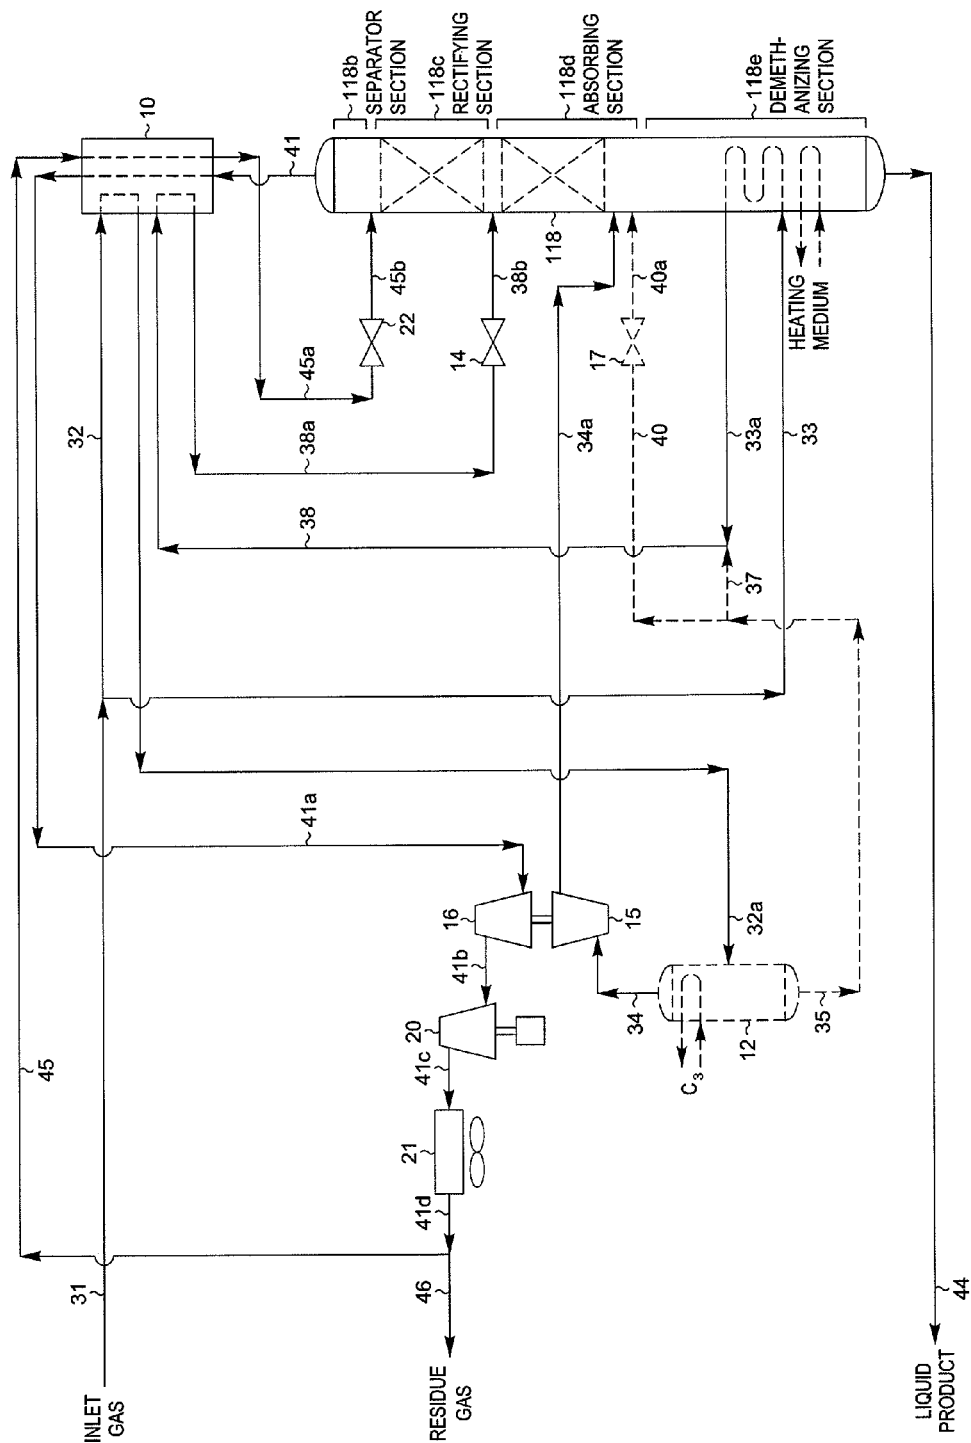 118b
SEPARATOR
SECTION
118c
RECTIFYING
SECTION
118d
ABSORBING
SECTION
118e
DEMETH-
ANIZING
SECTION
10
41
118
45b
22
38b
14
40a
17
HEATING
MEDIUM
45a
32
38a
34a
40
33a
33
38
37
41a
16
15
32a
41b
20
34
12
35
C3
41c
21
41d
45
31
46
44
INLET
GAS
RESIDUE
GAS
LIQUID
PRODUCT